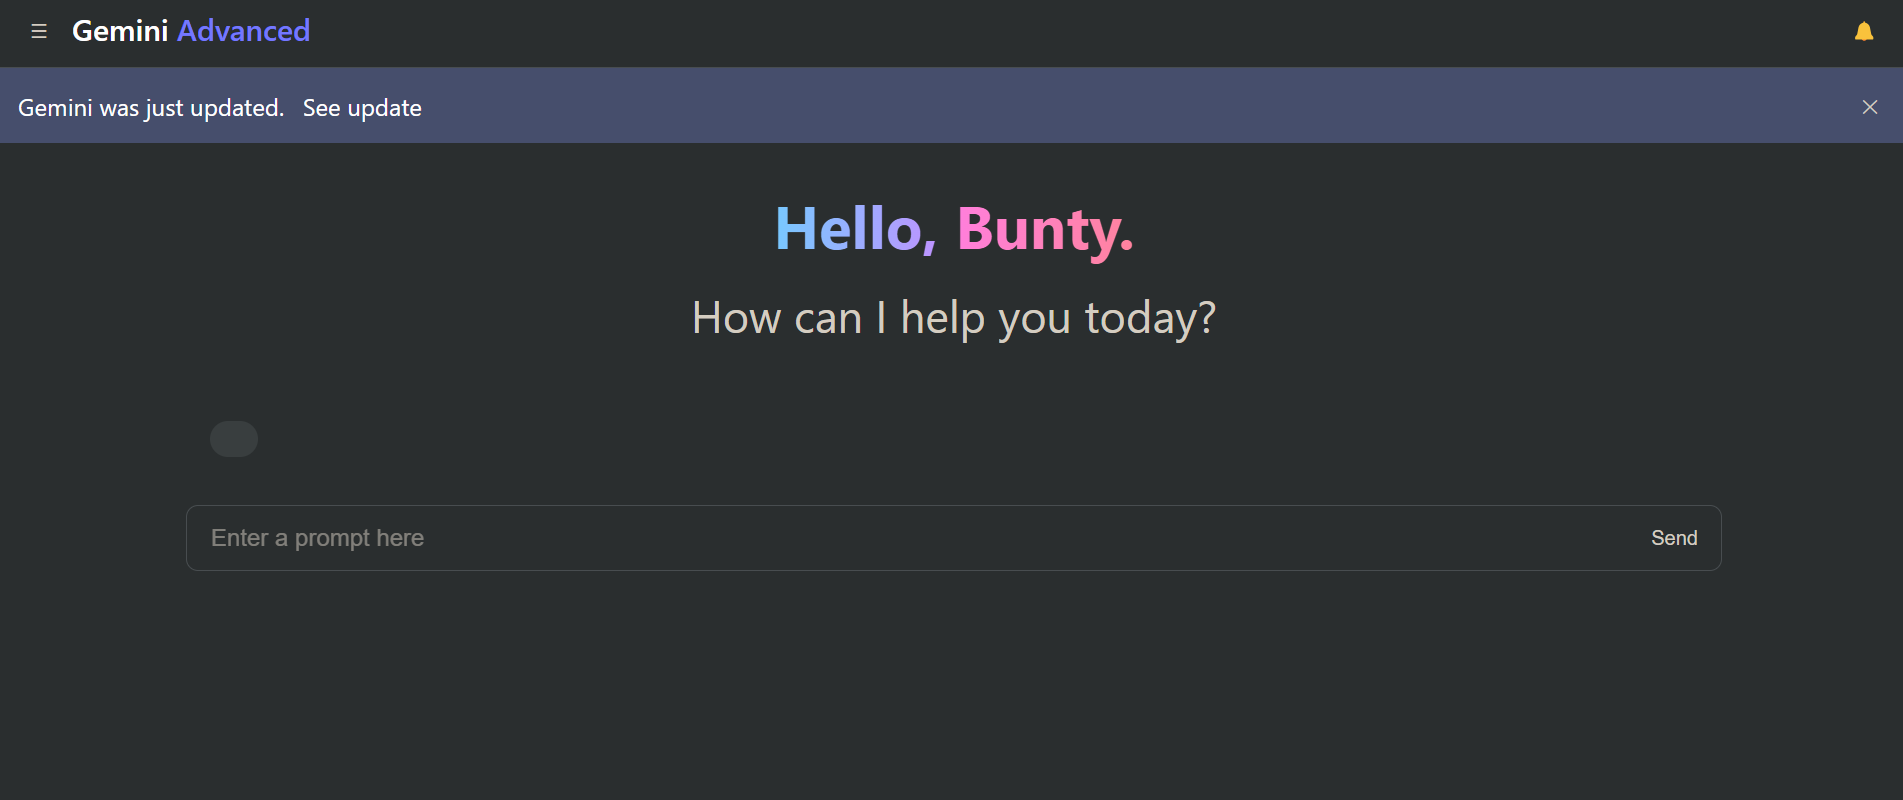 Gemini Advanced
Gemini was just updated. See update
Hello, Bunty.
How can I help you today?
Enter a prompt here
Send